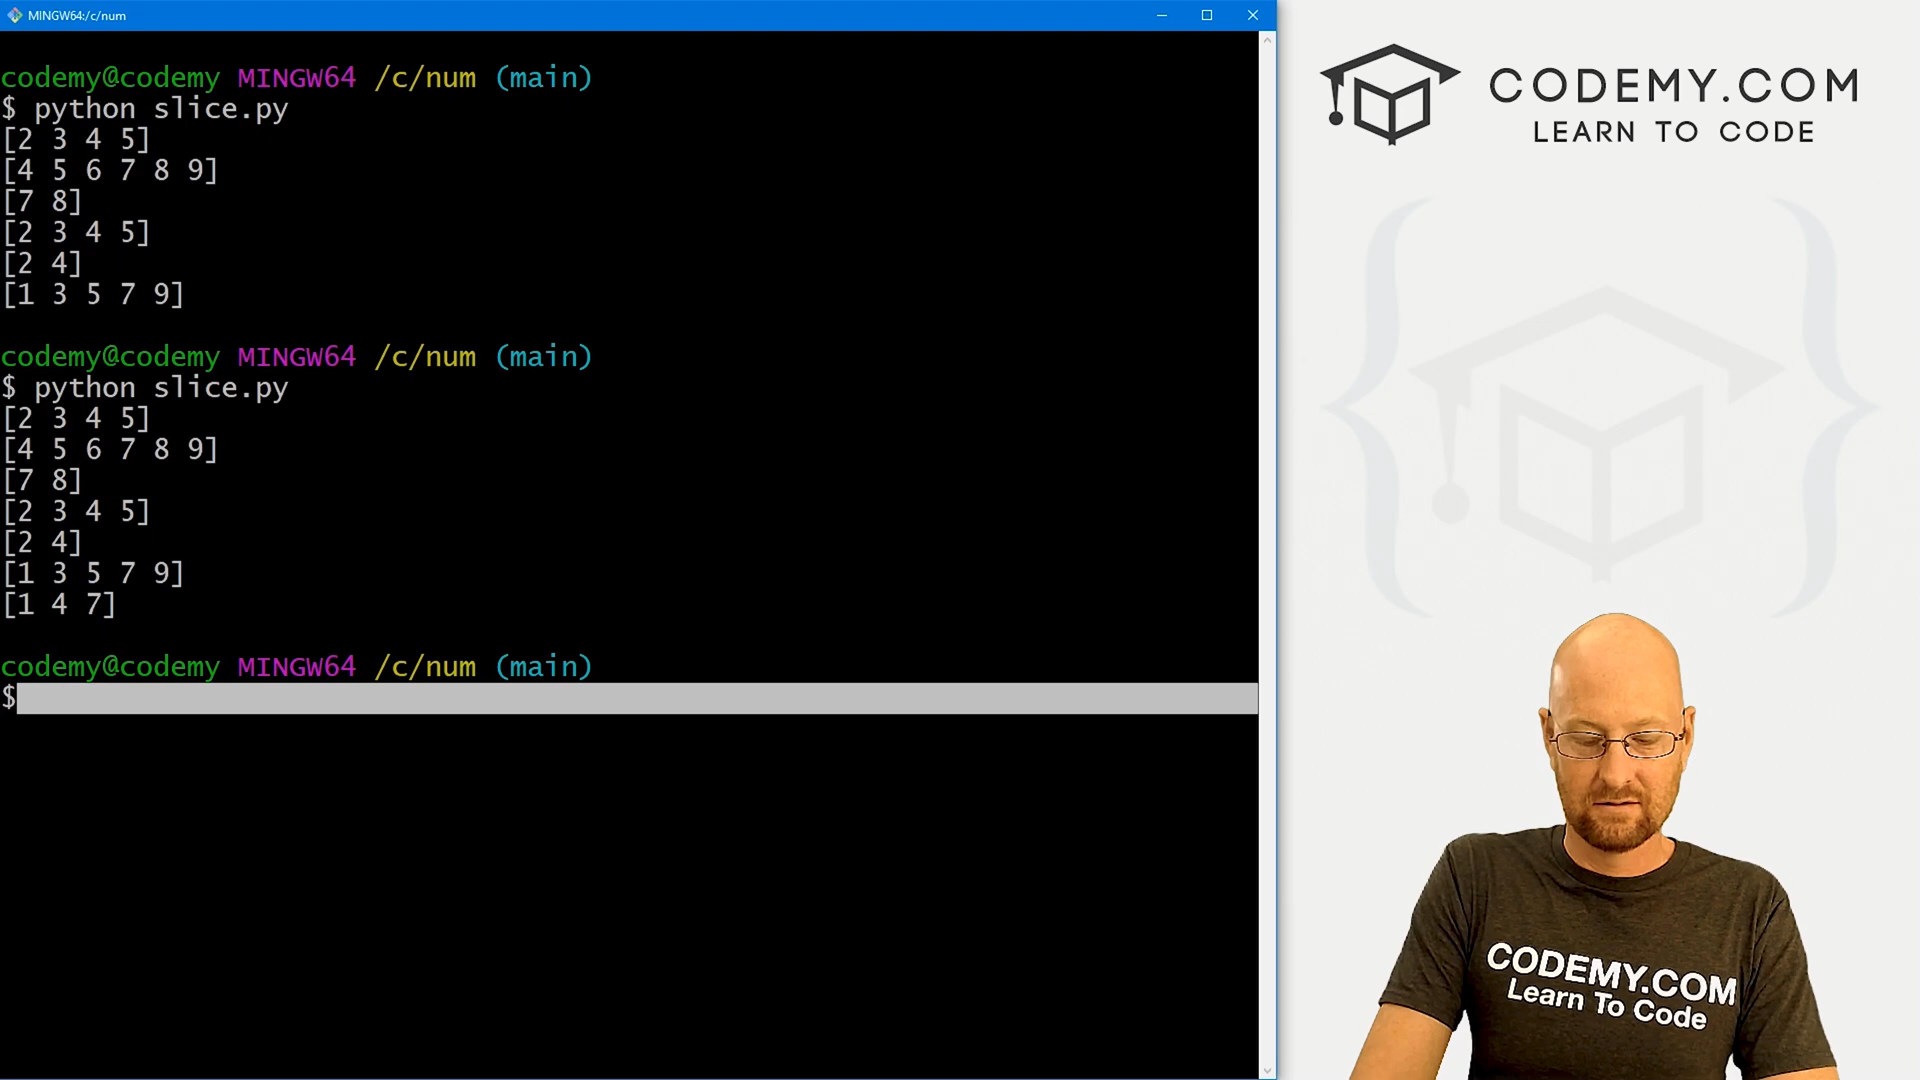 MINGW64:/c/num
codemy@codemy MINGW64 /c/num (main)
$ python slice.py
[2 3 4 5]
[4 5 6 7 8 9]
[7 8]
[2 3 4 5]
[2 4]
[1 3 5 7 9]
codemy@codemy MINGW64 /c/num (main)
$ python slice.py
[2 3 4 5]
[4 5 6 7 8 9]
[7 8]
[2 3 4 5]
[2 4]
[1 3 5 7 9]
[1 4 7]
codemy@codemy MINGW64 /c/num (main)
$
CODEMY.COM
LEARN TO CODE
CODEMY.COM
Learn To Code